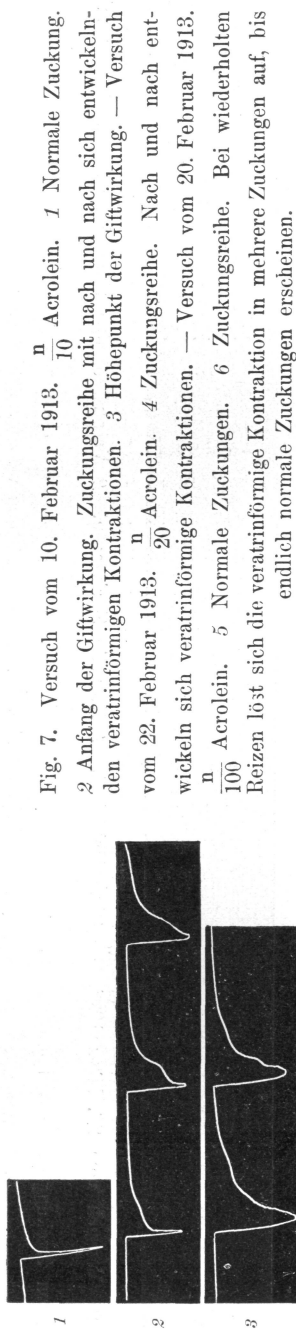 Fig. 7. Versuch vom 10. Februar 1913. n/10 Acrolein. 1 Normale Zuckung.
2 Anfang der Giftwirkung. Zuckungsreihe mit nach und nach sich entwickeln-
den veratrinförmigen Kontraktionen. 3 Höhepunkt der Giftwirkung. — Versuch
vom 22. Februar 1913. n/20 Acrolein. 4 Zuckungsreihe. Nach und nach ent-
wickeln sich veratrinförmige Kontraktionen. — Versuch vom 20. Februar 1913.
n/100 Acrolein. 5 Normale Zuckungen. 6 Zuckungsreihe. Bei wiederholten
Reizen löst sich die veratrinförmige Kontraktion in mehrere Zuckungen auf, bis
endlich normale Zuckungen erscheinen.
1
2
3